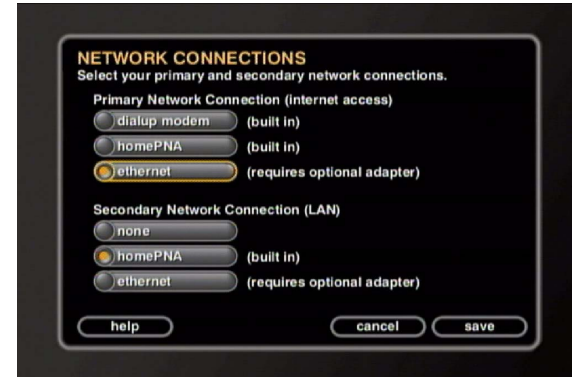 NETWORK CONNECTIONS
Select your primary and secondary network connections.
Primary Network Connection (internet access)
dialup modem (built in)
homePNA (built in)
ethernet (requires optional adapter)
Secondary Network Connection (LAN)
none
homePNA (built in)
ethernet (requires optional adapter)
help cancel save